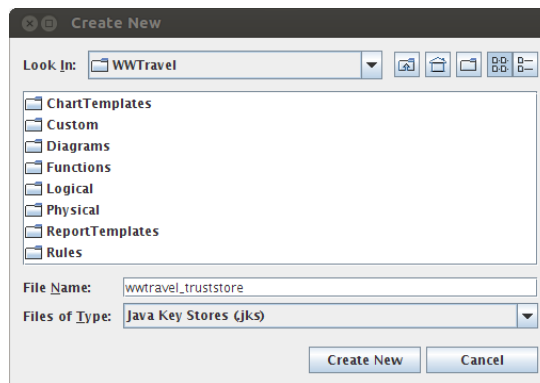 Create New
Look In: WWTravel
ChartTemplates
Custom
Diagrams
Functions
Logical
Physical
ReportTemplates
Rules
File Name: wwtravel_truststore
Files of Type: Java Key Stores (.jks)
Create New Cancel